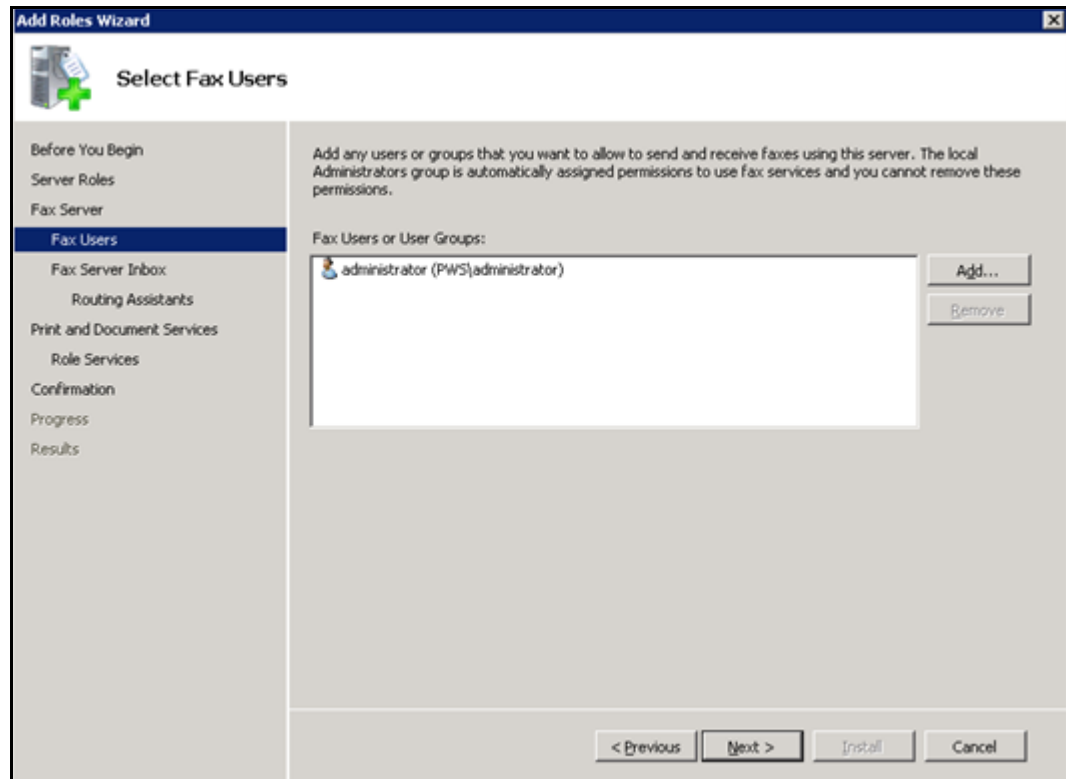 Add Roles Wizard
Select Fax Users
Before You Begin
Server Roles
Fax Server
Fax Users
Fax Server Inbox
Routing Assistants
Print and Document Services
Role Services
Confirmation
Progress
Results
Add any users or groups that you want to allow to send and receive faxes using this server. The local
Administrators group is automatically assigned permissions to use fax services and you cannot remove these
permissions.
Fax Users or User Groups:
administrator (PWS\administrator)
Add...
Remove
< Previous
Next >
Install
Cancel